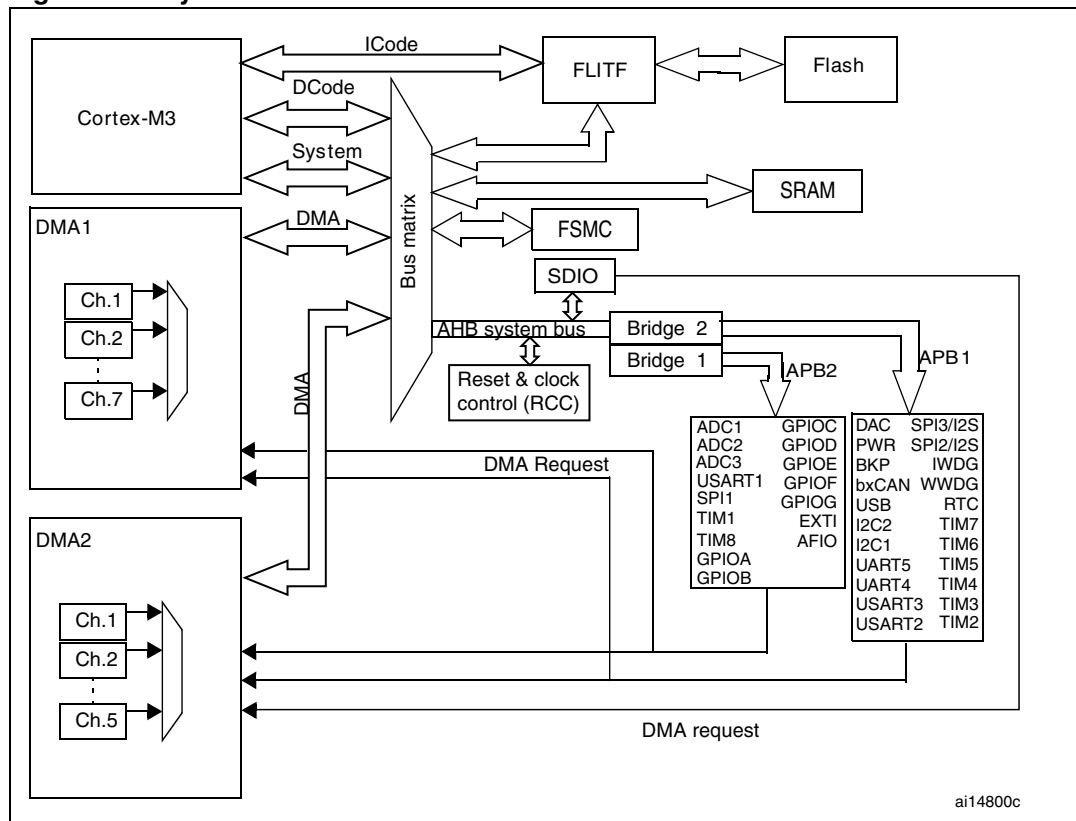 ICode
FLITF
Flash
Cortex-M3
DCode
System
SRAM
DMA1
DMA
Bus matrix
FSMC
SDIO
Ch.1
Ch.2
Ch.7
AHB system bus
Bridge 2
Bridge 1
APB2
APB1
Reset & clock
control (RCC)
DMA
ADC1 GPIOC
ADC2 GPIOD
ADC3 GPIOE
USART1 GPIOF
SPI1 GPIOG
TIM1 EXTI
TIM8 AFIO
GPIOA
GPIOB
DAC SPI3/I2S
PWR SPI2/I2S
BKP IWDG
bxCAN WWDG
USB RTC
I2C2 TIM7
I2C1 TIM6
UART5 TIM5
UART4 TIM4
USART3 TIM3
USART2 TIM2
DMA Request
DMA2
Ch.1
Ch.2
Ch.5
DMA request
ai14800c